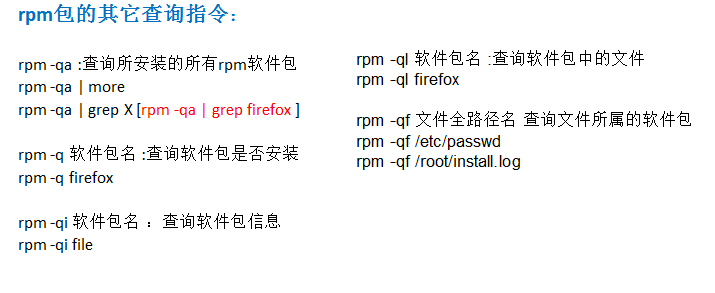 rpm包的其它查询指令：
rpm -qa :查询所安装的所有rpm软件包
rpm -qa | more
rpm -qa | grep X [rpm -qa | grep firefox ]
rpm -q 软件包名 :查询软件包是否安装
rpm -q firefox
rpm -qi 软件包名 ：查询软件包信息
rpm -qi file
rpm -ql 软件包名 :查询软件包中的文件
rpm -ql firefox
rpm -qf 文件全路径名 查询文件所属的软件包
rpm -qf /etc/passwd
rpm -qf /root/install.log